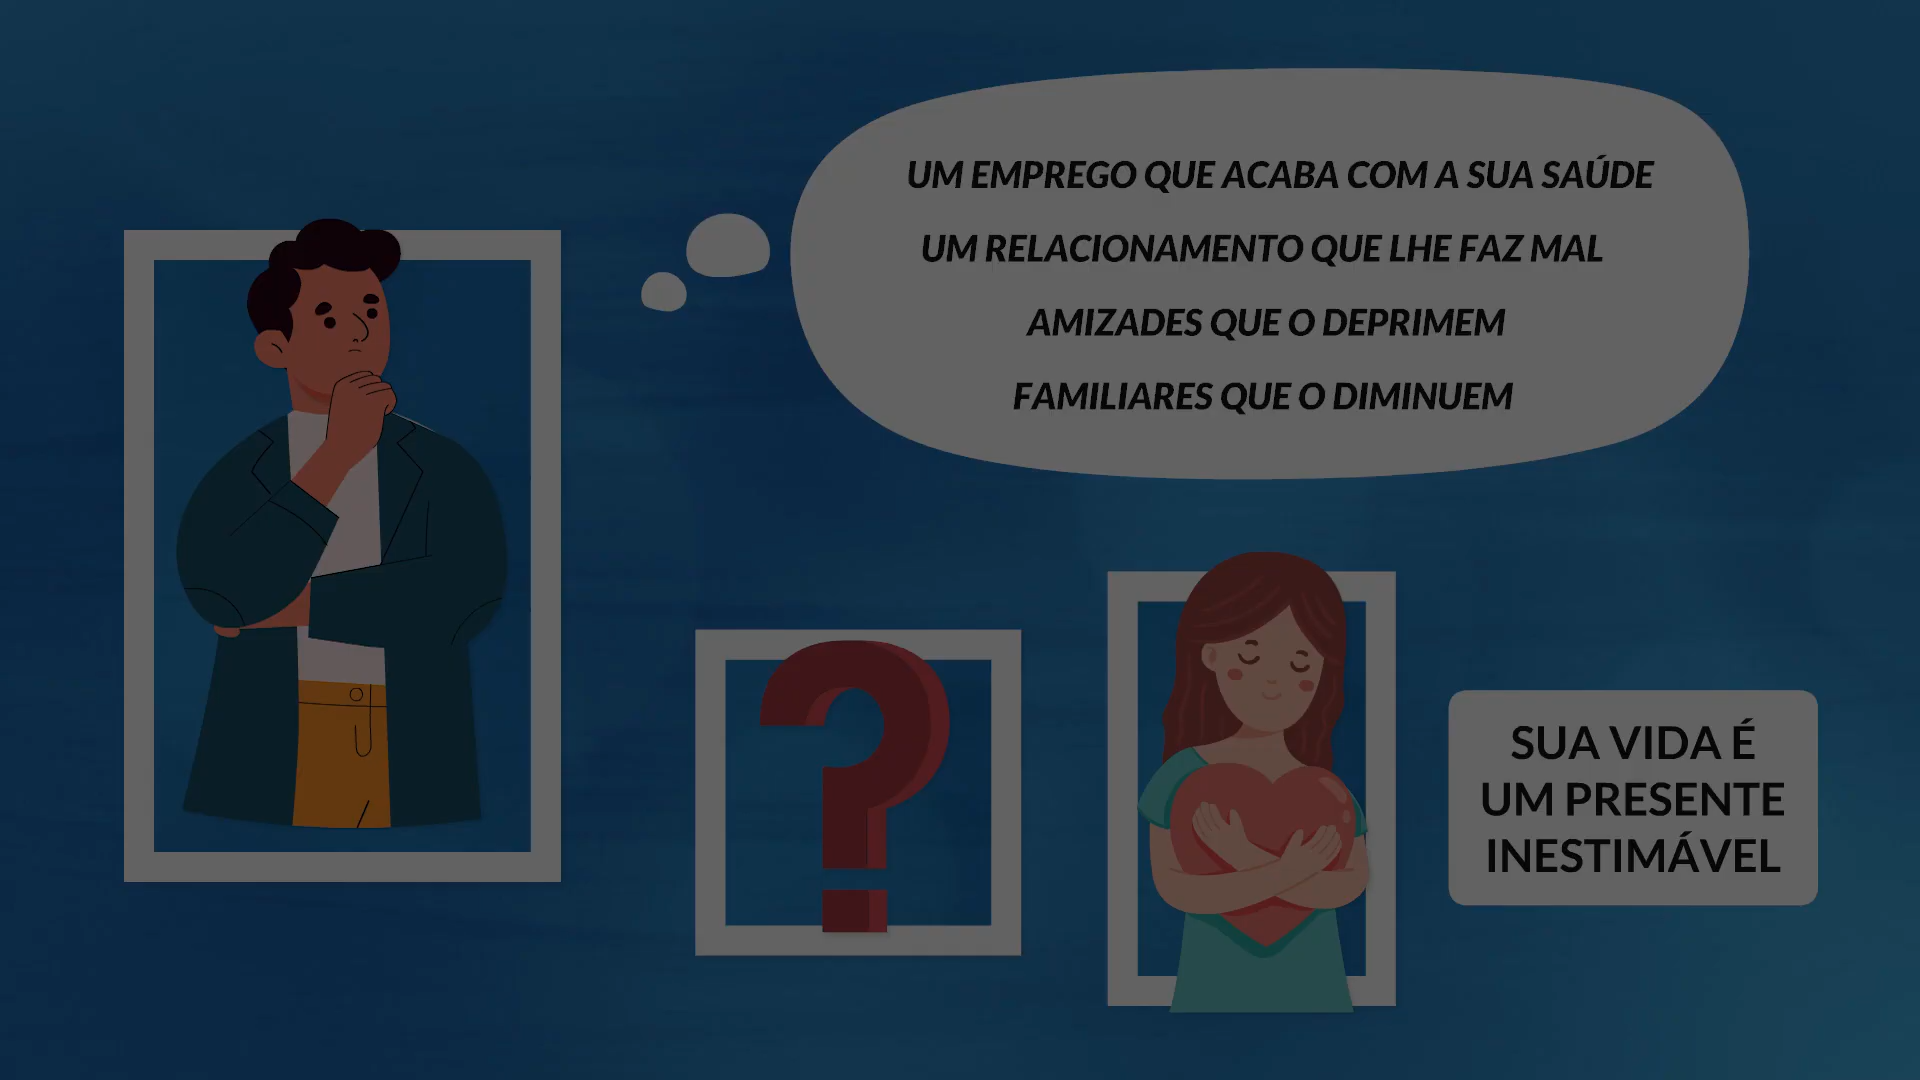 UM EMPREGO QUE ACABA COM A SUA SAÚDE
UM RELACIONAMENTO QUE LHE FAZ MAL
AMIZADES QUE O DEPRIMEM
FAMILIARES QUE O DIMINUEM
?
SUA VIDA É
UM PRESENTE
INESTIMÁVEL